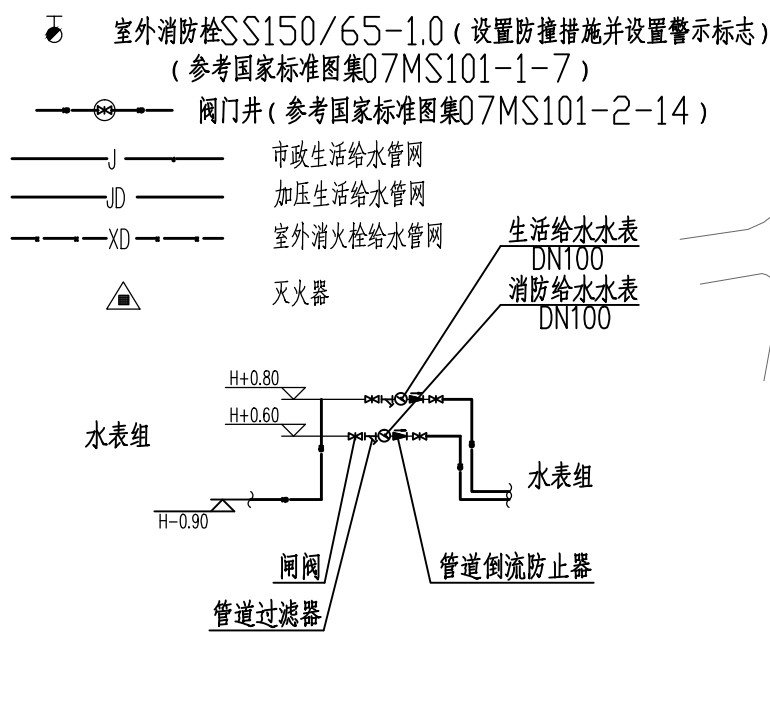 室外消防栓SS150/65-1.0(设置防撞措施并设置警示标志)
(参考国家标准图集07MS101-1-7)
阀门井(参考国家标准图集07MS101-2-14)
J 市政生活给水管网
JD 加压生活给水管网
XD 室外消火栓给水管网
灭火器
生活给水水表
DN100
消防给水水表
DN100
H+0.80
H+0.60
水表组
水表组
H-0.90
闸阀
管道倒流防止器
管道过滤器